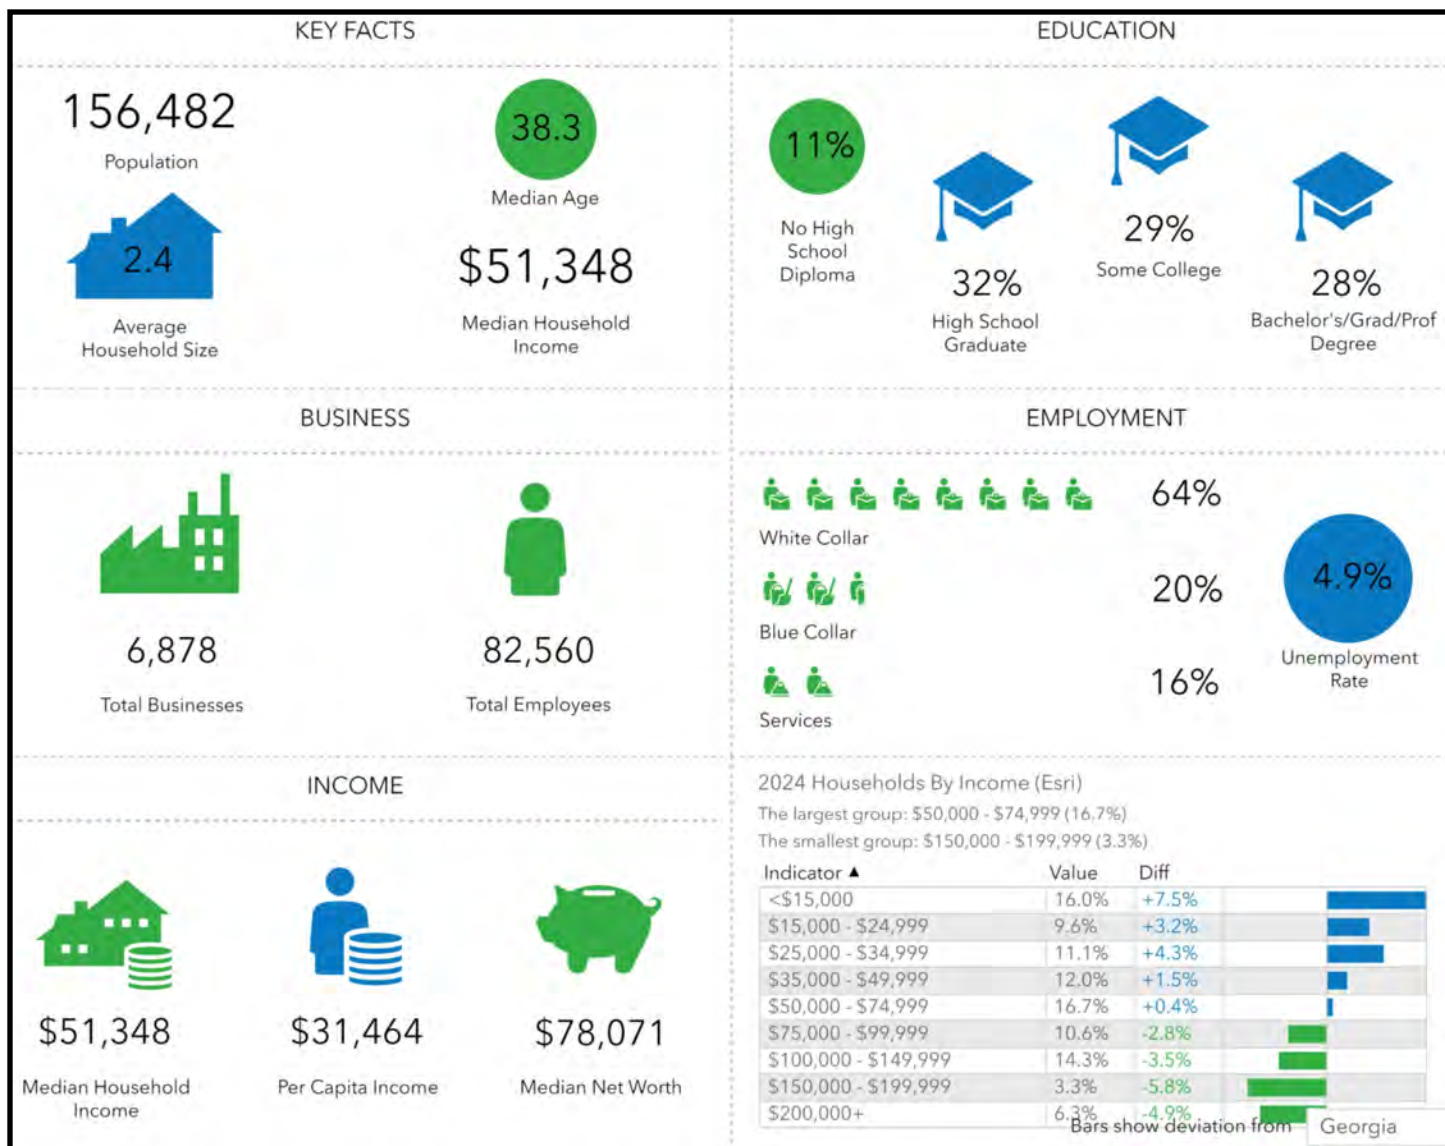 KEY FACTS
156,482
Population
38.3
Median Age
2.4
Average
Household Size
$51,348
Median Household
Income
EDUCATION
11%
No High
School
Diploma
32%
High School
Graduate
29%
Some College
28%
Bachelor's/Grad/Prof
Degree
BUSINESS
6,878
Total Businesses
82,560
Total Employees
EMPLOYMENT
64%
White Collar
20%
Blue Collar
16%
Services
4.9%
Unemployment
Rate
INCOME
$51,348
Median Household
Income
$31,464
Per Capita Income
$78,071
Median Net Worth
2024 Households By Income (Esri)
The largest group: $50,000 - $74,999 (16.7%)
The smallest group: $150,000 - $199,999 (3.3%)
Indicator ▲ Value Diff
<$15,000 16.0% +7.5%
$15,000 - $24,999 9.6% +3.2%
$25,000 - $34,999 11.1% +4.3%
$35,000 - $49,999 12.0% +1.5%
$50,000 - $74,999 16.7% +0.4%
$75,000 - $99,999 10.6% -2.8%
$100,000 - $149,999 14.3% -3.5%
$150,000 - $199,999 3.3% -5.8%
$200,000+ 6.3% -4.9%
Bars show deviation from Georgia